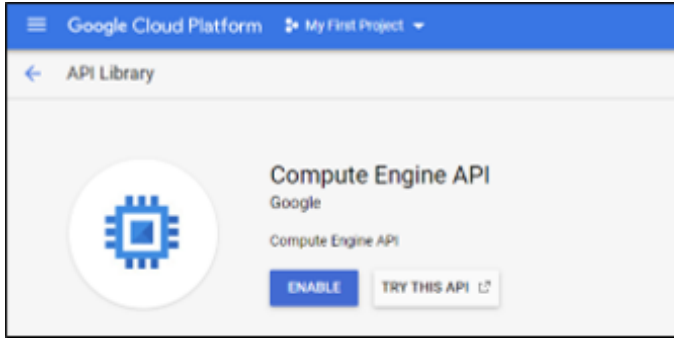 Google Cloud Platform My First Project
API Library
Compute Engine API
Google
Compute Engine API
ENABLE TRY THIS API